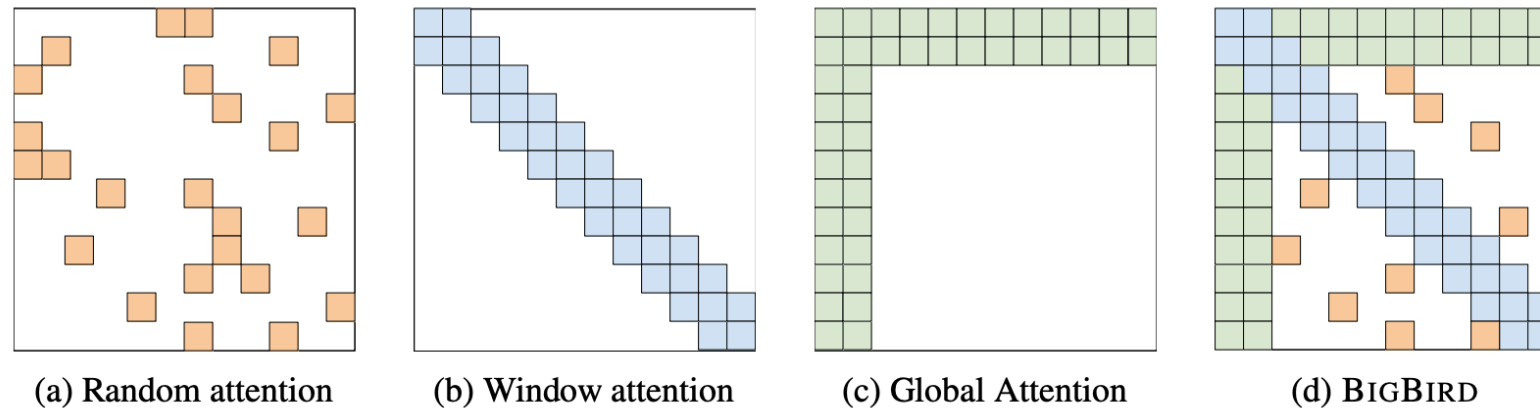 (a) Random attention
(b) Window attention
(c) Global Attention
(d) BIGBIRD